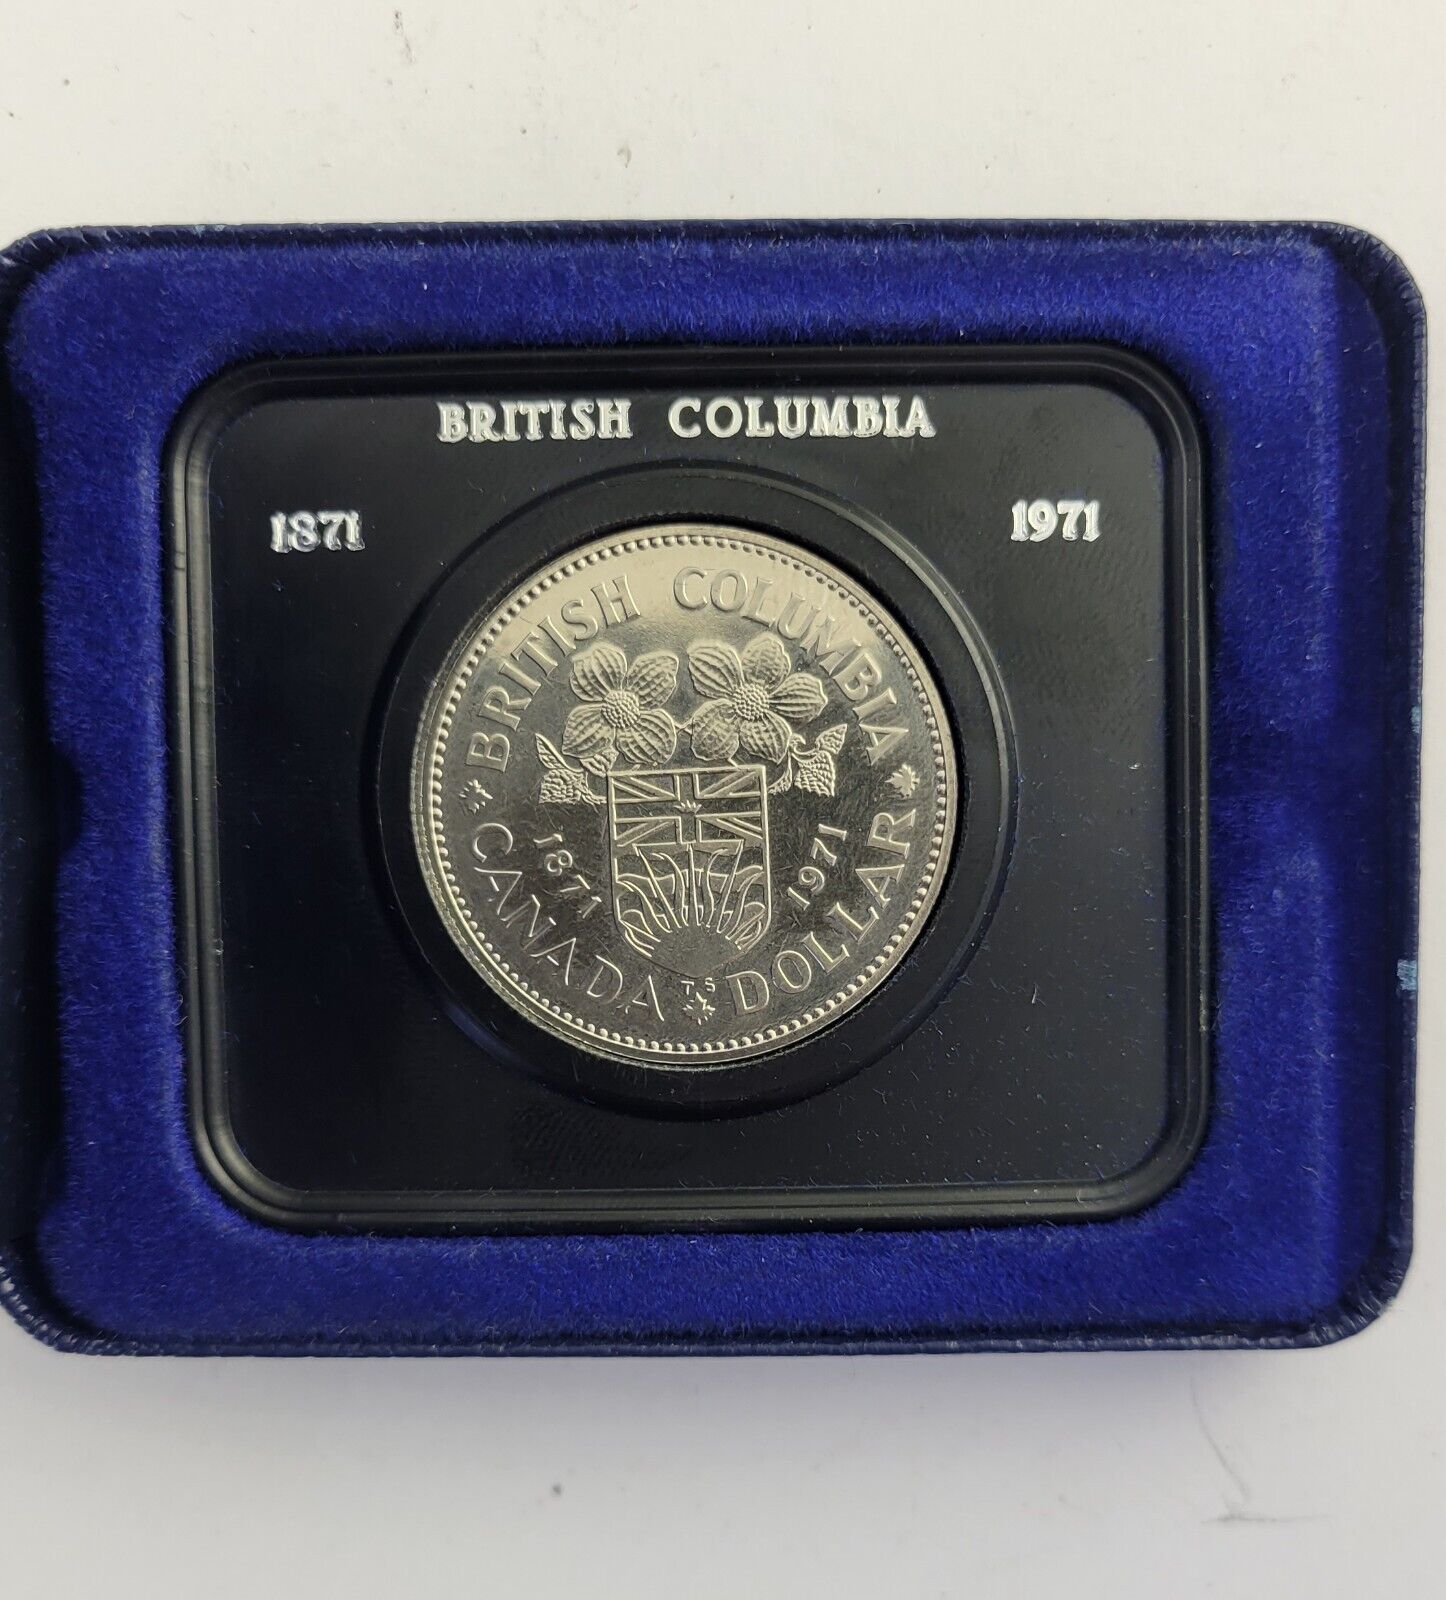 BRITISH COLUMBIA
1871 1971
BRITISH COLUMBIA
1871 1971
TS
CANADA DOLLAR